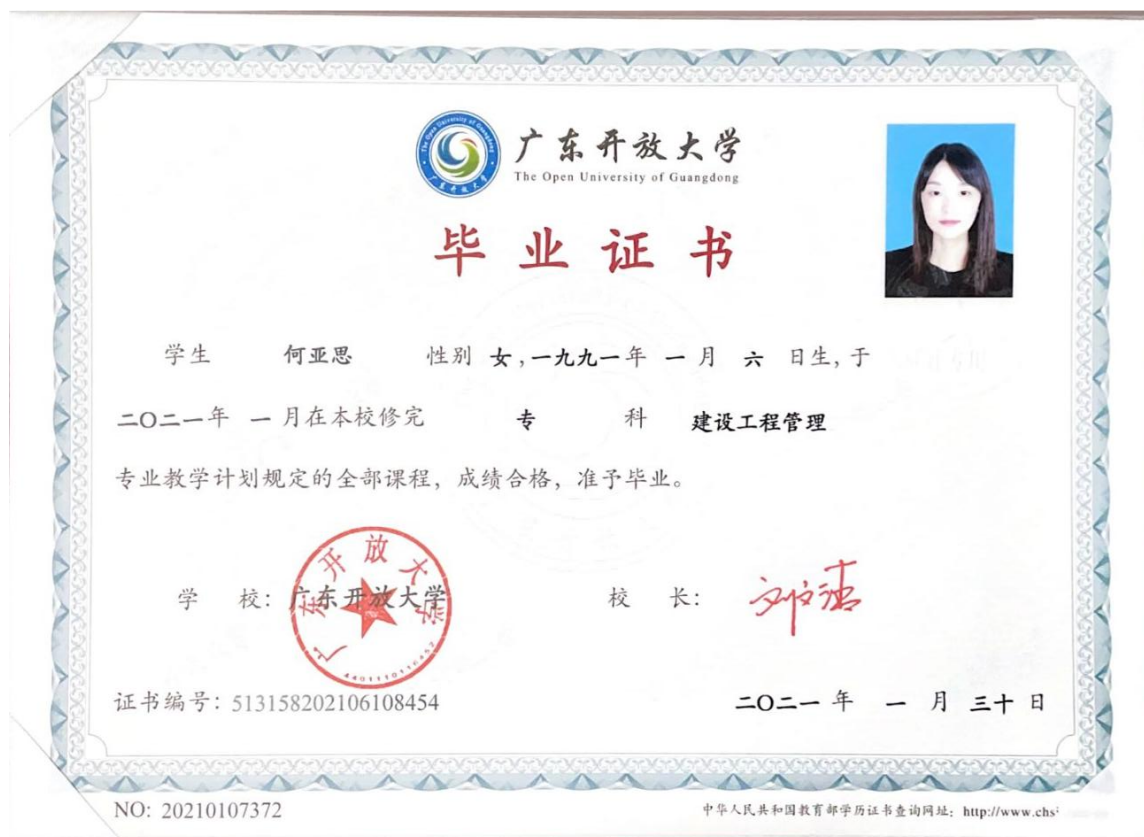 广东开放大学
The Open University of Guangdong
毕业证书
学生 何亚思 性别 女,一九九一年 一 月 六 日生,于
二〇二一年 一 月在本校修完 专 科 建设工程管理
专业教学计划规定的全部课程，成绩合格，准予毕业。
学 校：广东开放大学 校 长：
广东开放大学
证书编号：513158202106108454 二〇二一 年 一 月 三十 日
NO: 20210107372 中华人民共和国教育部学历证书查询网址：http://www.chsi